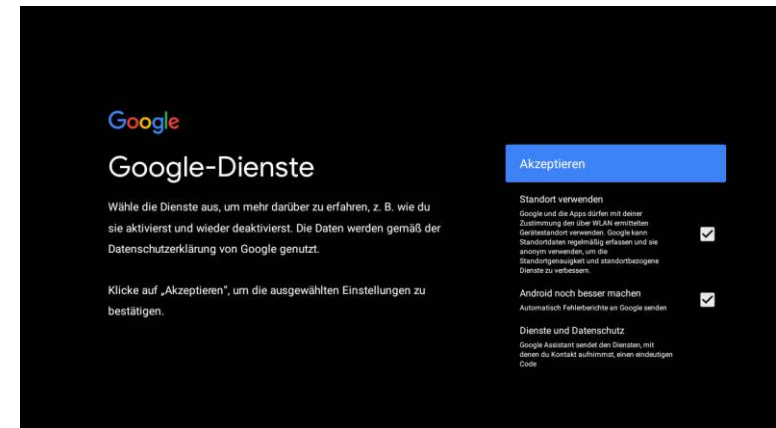 Google
Google-Dienste
Wähle die Dienste aus, um mehr darüber zu erfahren, z. B. wie du
sie aktivierst und wieder deaktivierst. Die Daten werden gemäß der
Datenschutzerklärung von Google genutzt.
Klicke auf „Akzeptieren“, um die ausgewählten Einstellungen zu
bestätigen.
Akzeptieren
Standort verwenden
Google und die Apps dürfen mit deiner
Zustimmung den über WLAN ermittelten
Gerätestandort verwenden. Google kann
Standortdaten regelmäßig erfassen und sie
anonym verwenden, um die
Standortgenauigkeit und standortbezogene
Dienste zu verbessern.
Android noch besser machen
Automatisch Fehlerberichte an Google senden
Dienste und Datenschutz
Google Assistant sendet den Diensten, mit
denen du Kontakt aufnimmst, einen eindeutigen
Code